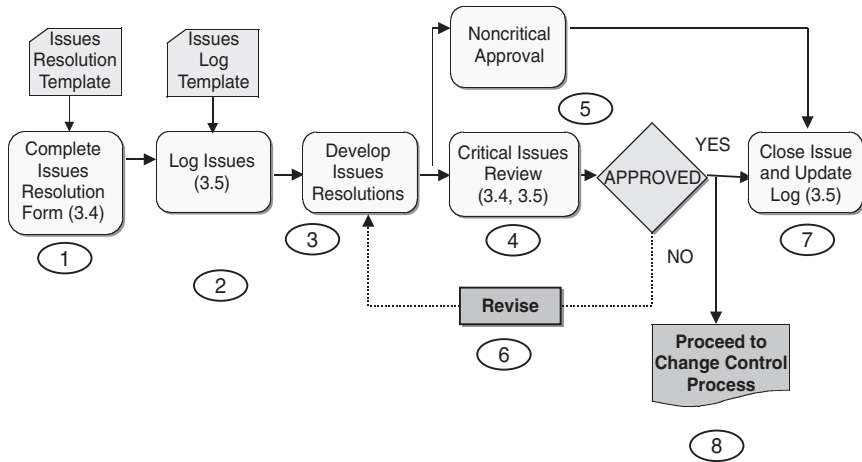 Issues
Resolution
Template
Issues
Log
Template
Noncritical
Approval
5
Complete
Issues
Resolution
Form (3.4)
Log Issues
(3.5)
Develop
Issues
Resolutions
Critical Issues
Review
(3.4, 3.5)
APPROVED
YES
Close Issue
and Update
Log (3.5)
1
2
3
4
7
NO
Revise
6
Proceed to
Change Control
Process
8